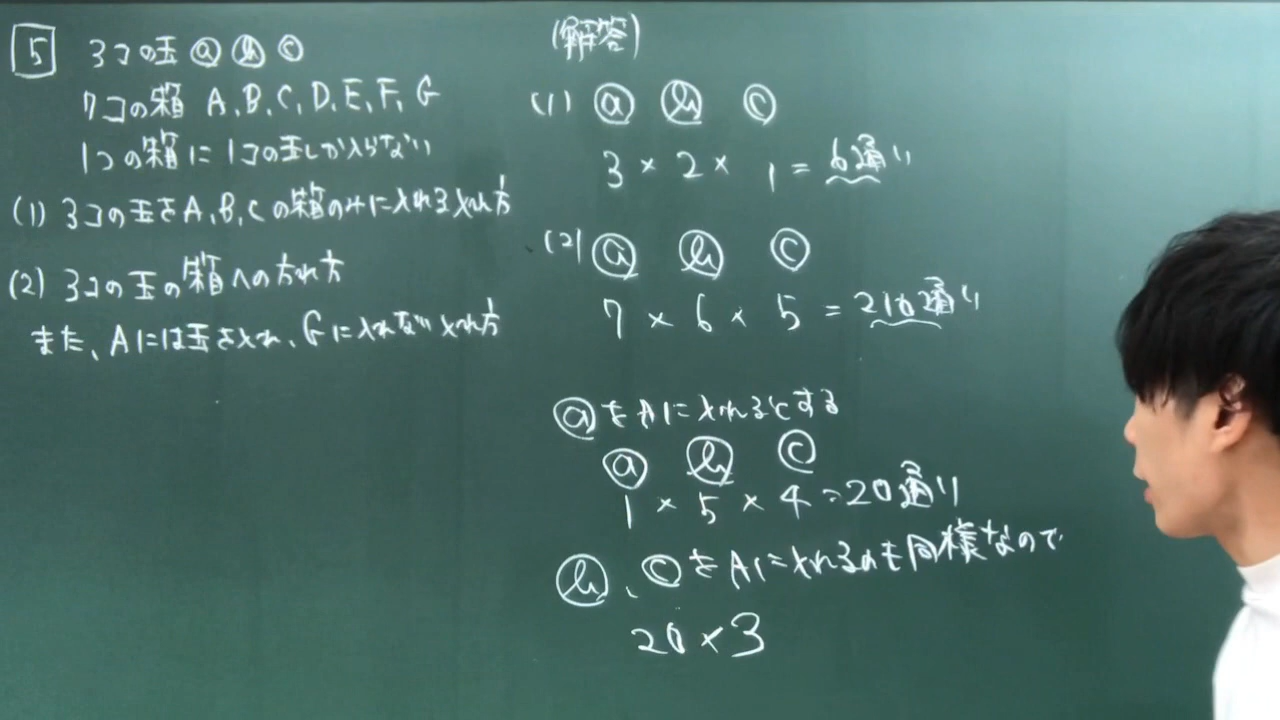 5 3コの玉 ⓐ ⓑ ⓒ
7コの箱 A, B, C, D, E, F, G
1つの箱に1コの玉しか入らない
(1) 3コの玉をA, B, Cの箱のみに入れる入れ方
(2) 3コの玉の箱への入れ方
また、Aには玉を入れ、Gに入れない入れ方
(解答)
(1) ⓐ ⓑ ⓒ
3 × 2 × 1 = 6通り
(2) ⓐ ⓑ ⓒ
7 × 6 × 5 = 210通り
ⓐをAに入れるとする
ⓐ ⓑ ⓒ
1 × 5 × 4 = 20通り
ⓑ、ⓒをAに入れるのも同様なので
20 × 3